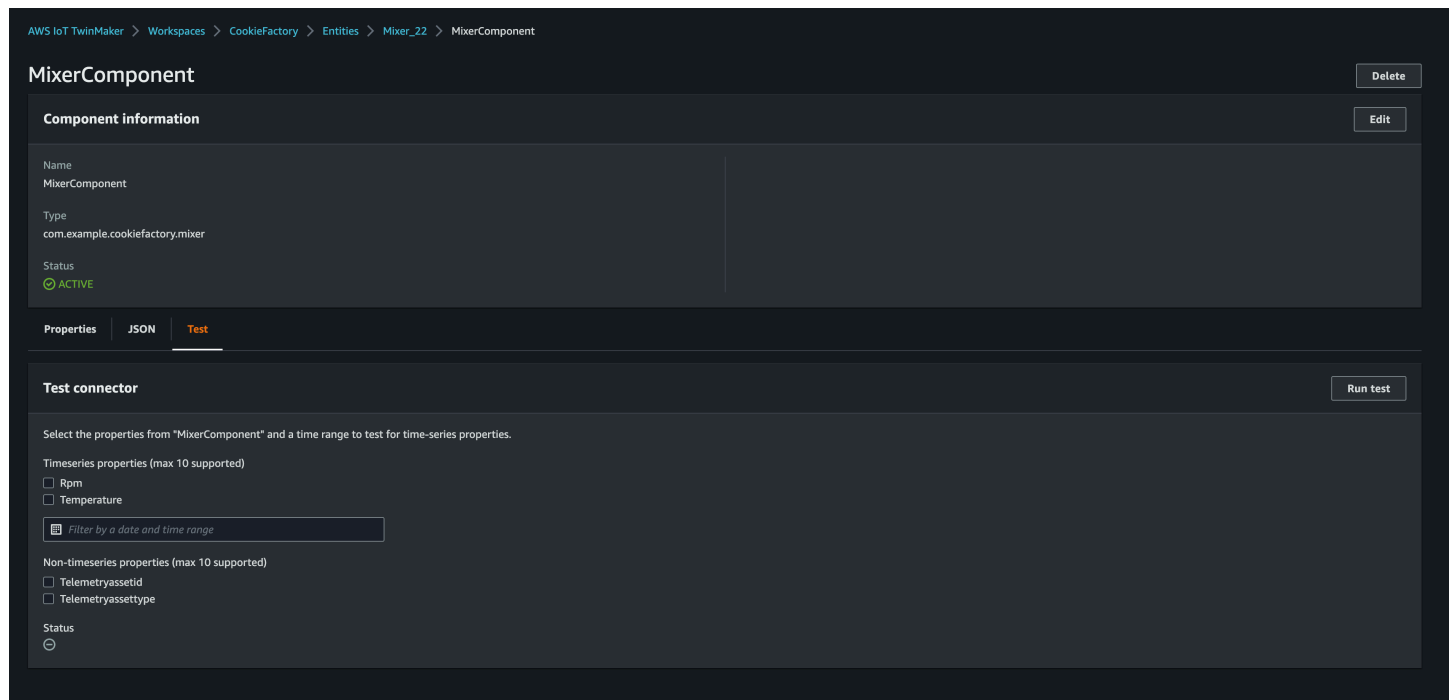 AWS IoT TwinMaker > Workspaces > CookieFactory > Entities > Mixer_22 > MixerComponent
MixerComponent
Delete
Component information
Edit
Name
MixerComponent
Type
com.example.cookiefactory.mixer
Status
ACTIVE
Properties
JSON
Test
Test connector
Run test
Select the properties from "MixerComponent" and a time range to test for time-series properties.
Timeseries properties (max 10 supported)
Rpm
Temperature
Filter by a date and time range
Non-timeseries properties (max 10 supported)
Telemetryassetid
Telemetryassettype
Status